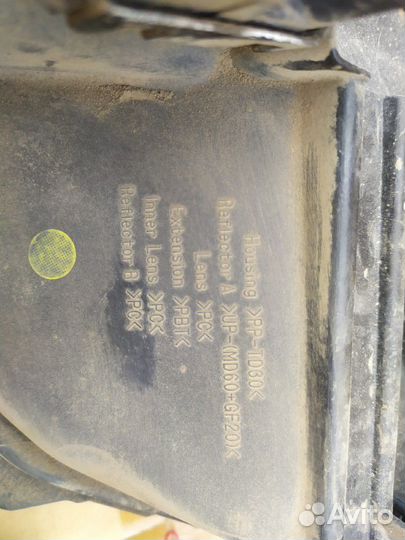 Housing >PP-TD30<
Reflector A >UP-(MD60+GF20)<
Lens >PC<
Extension >PBT<
Inner Lens >PC<
Reflector B >PC<
Avito